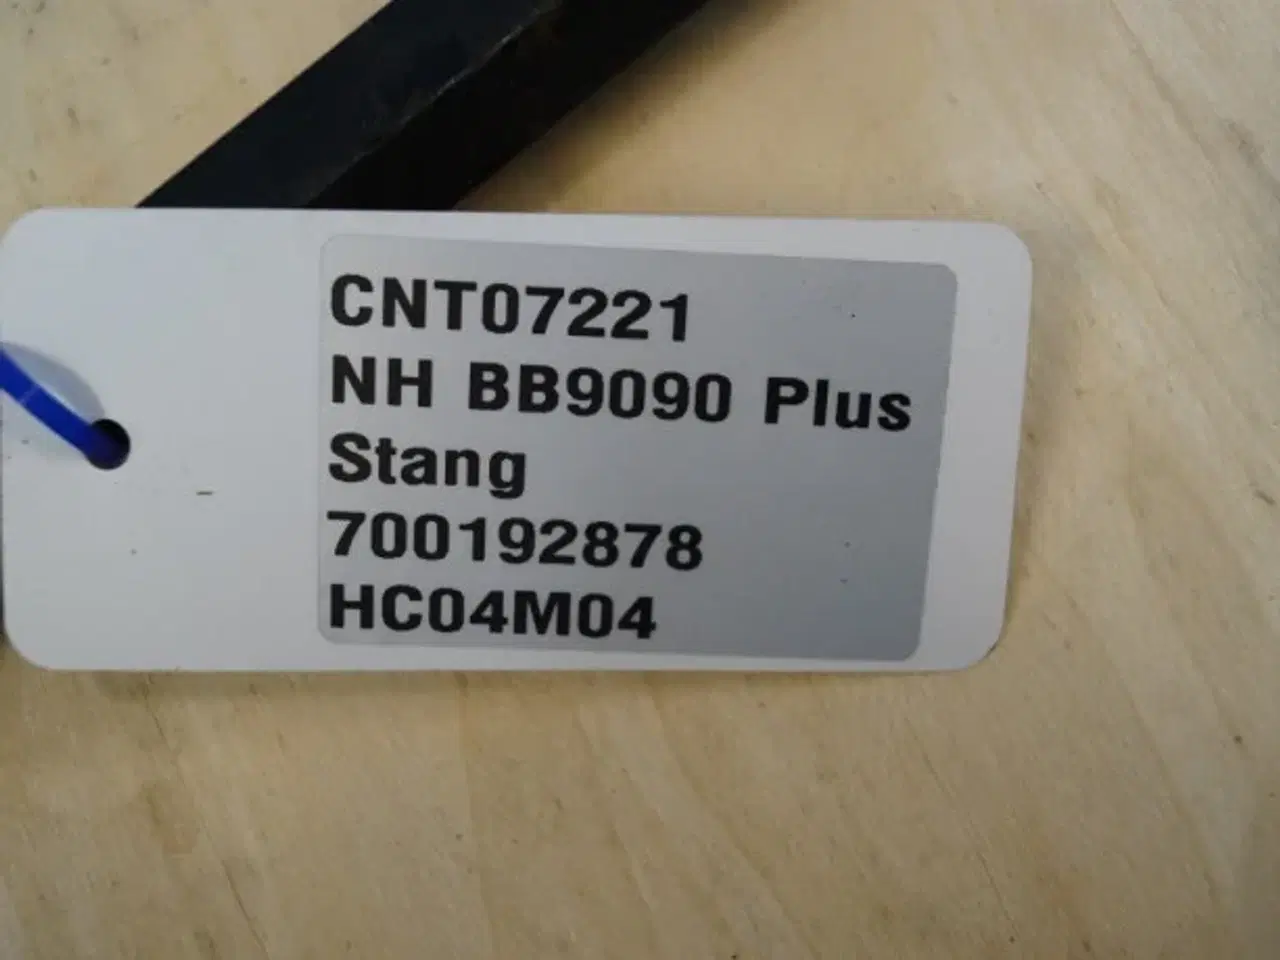 CNT07221
NH BB9090 Plus
Stang
700192878
HC04M04